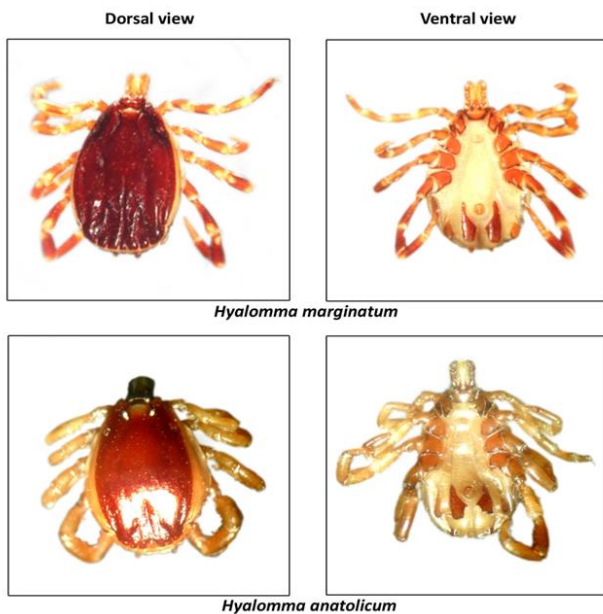 Dorsal view
Ventral view
Hyalomma marginatum
Hyalomma anatolicum